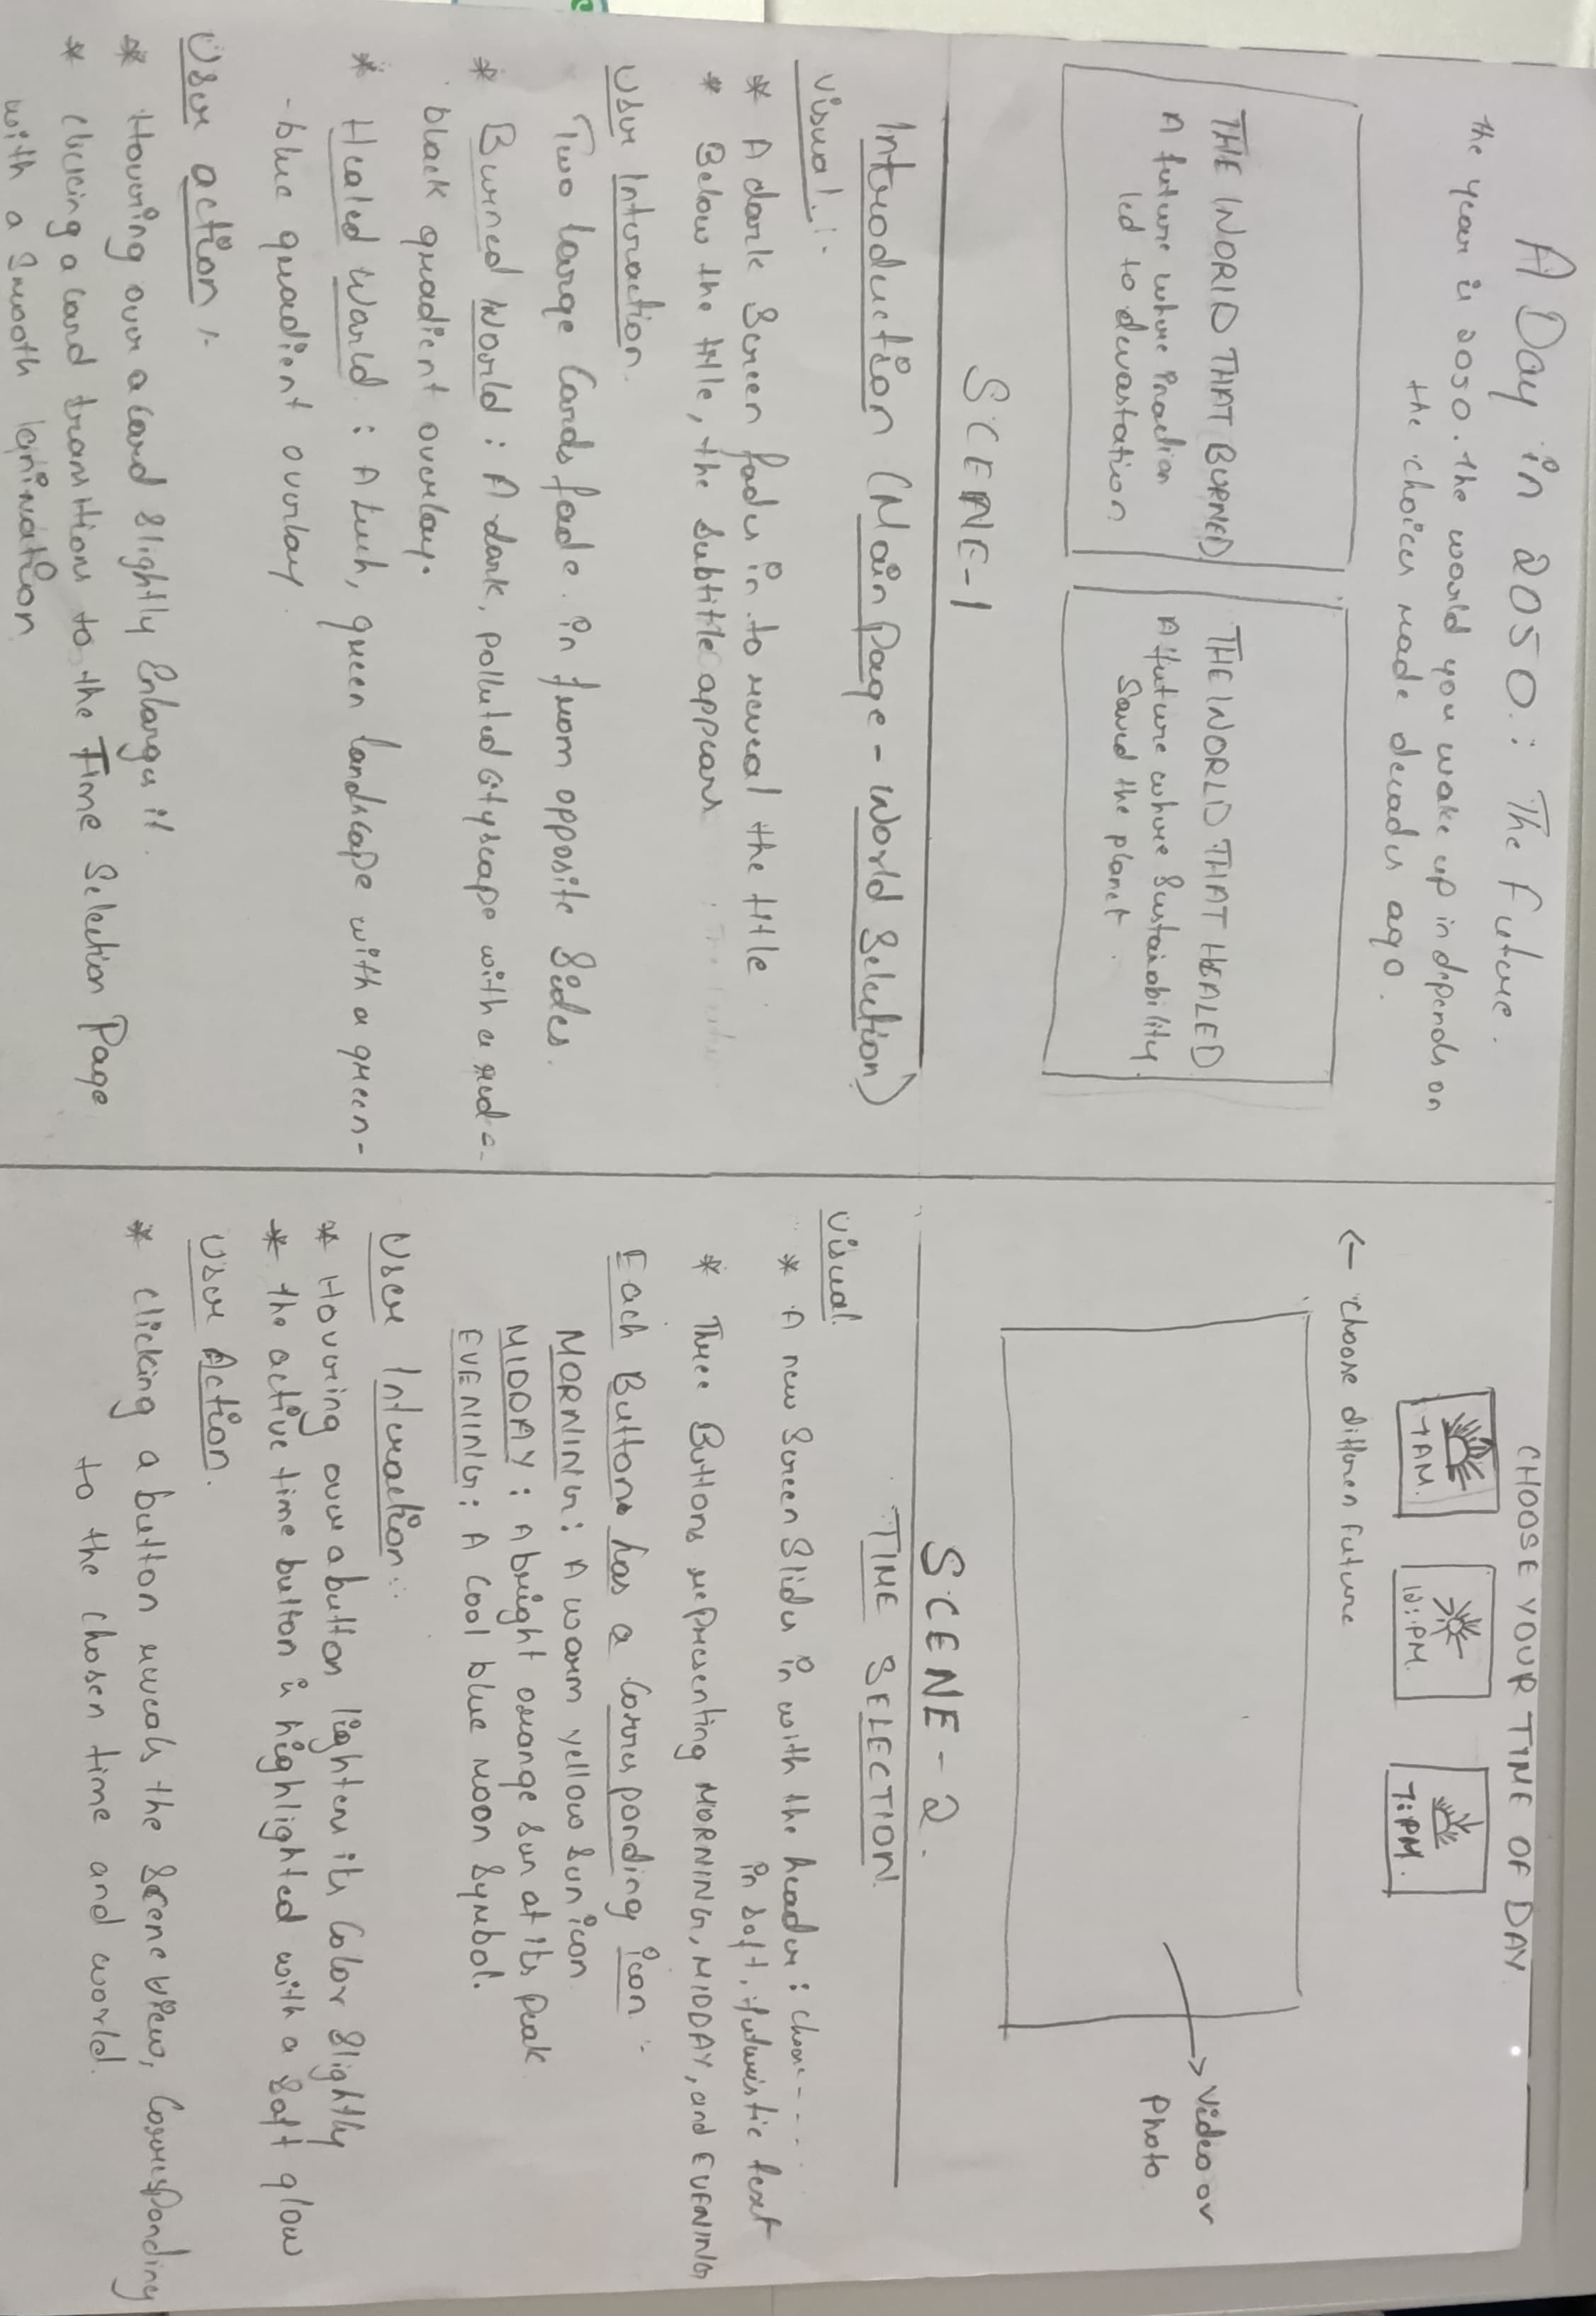 A Day in 2050: The Future.
the year is 2050. the world you wake up in depends on
the choices made decades ago.
THE WORLD THAT BURNED
A future where Inaction
led to devastation
THE WORLD THAT HEALED
A future where Sustainability
Saved the planet.
SCENE-1
Introduction (Main Page - World Selection)
Visual:-
* A dark Screen fades in to reveal the title
* Below the title, the Subtitle appears
User Interaction.
Two large Cards fade in from opposite Sides.
* Burned World: A dark, polluted cityscape with a red-
black gradient overlay.
* Healed World: A Lush, green landscape with a green-
-blue gradient overlay.
User action:-
* Hovering over a card Slightly Enlarges it.
* Clicking a card transitions to the Time Selection Page
with a Smooth
CHOOSE YOUR TIME OF DAY
7AM.
7:PM.
← choose differen Future
Video or
Photo
SCENE-2.
TIME SELECTION
Visual.
* A new Screen Slides in with the header: choose----
in soft, futuristic text
* Three Buttons representing MORNING, MIDDAY, and EVENING
Each Button has a Corresponding icon
MORNING: A warm yellow Sun icon
MIDDAY: A bright orange Sun at its Peak
EVENING: A cool blue Moon Symbol.
User Interaction:
* Hovering over a button lightens its Color Slightly
* the active time button is highlighted with a Soft glow
User Action.
* Clicking a button reveals the Scene View, Corresponding
to the chosen time and world.